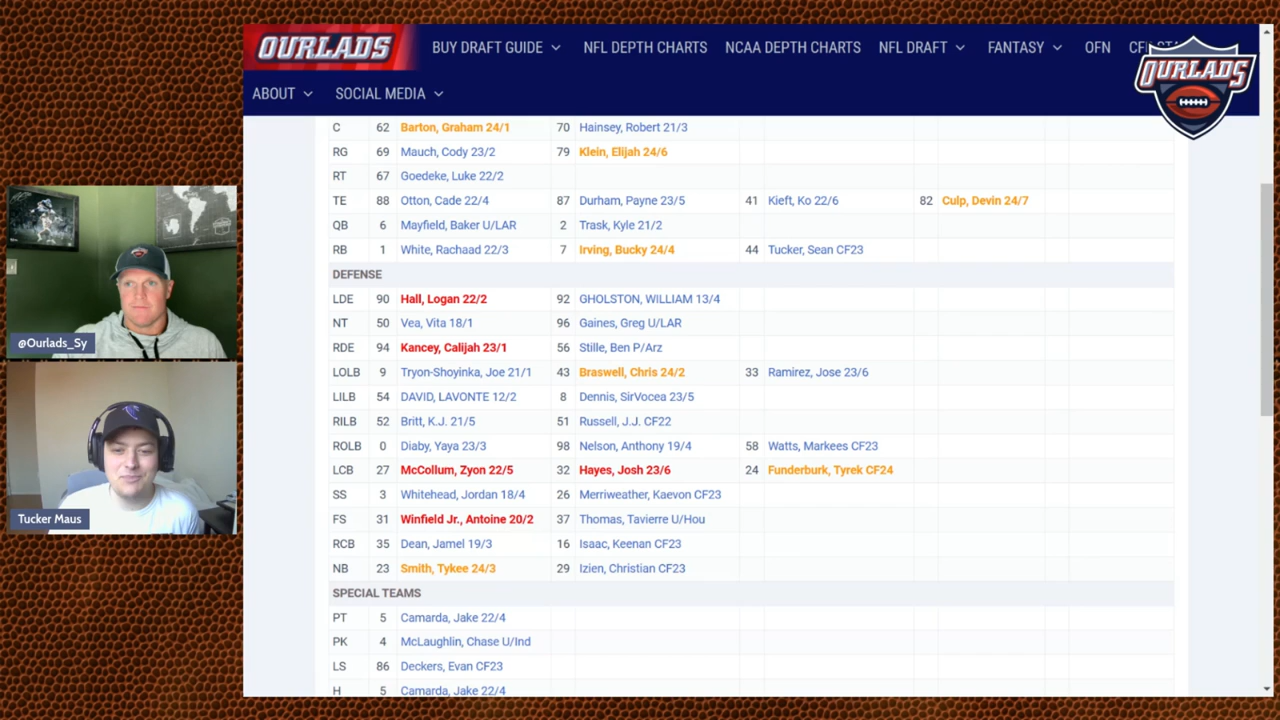 OURLADS BUY DRAFT GUIDE NFL DEPTH CHARTS NCAA DEPTH CHARTS NFL DRAFT FANTASY OFN
OURLADS
ABOUT SOCIAL MEDIA
C 62 Barton, Graham 24/1 70 Hainsey, Robert 21/3
RG 69 Mauch, Cody 23/2 79 Klein, Elijah 24/6
RT 67 Goedeke, Luke 22/2
TE 88 Otton, Cade 22/4 87 Durham, Payne 23/5 41 Kieft, Ko 22/6 82 Culp, Devin 24/7
QB 6 Mayfield, Baker U/LAR 2 Trask, Kyle 21/2
RB 1 White, Rachaad 22/3 7 Irving, Bucky 24/4 44 Tucker, Sean CF23
DEFENSE
LDE 90 Hall, Logan 22/2 92 GHOLSTON, WILLIAM 13/4
NT 50 Vea, Vita 18/1 96 Gaines, Greg U/LAR
RDE 94 Kancey, Calijah 23/1 56 Stille, Ben P/Arz
LOLB 9 Tryon-Shoyinka, Joe 21/1 43 Braswell, Chris 24/2 33 Ramirez, Jose 23/6
LILB 54 DAVID, LAVONTE 12/2 8 Dennis, SirVocea 23/5
RILB 52 Britt, K.J. 21/5 51 Russell, J.J. CF22
ROLB 0 Diaby, Yaya 23/3 98 Nelson, Anthony 19/4 58 Watts, Markees CF23
LCB 27 McCollum, Zyon 22/5 32 Hayes, Josh 23/6 24 Funderburk, Tyrek CF24
SS 3 Whitehead, Jordan 18/4 26 Merriweather, Kaevon CF23
FS 31 Winfield Jr., Antoine 20/2 37 Thomas, Tavierre U/Hou
RCB 35 Dean, Jamel 19/3 16 Isaac, Keenan CF23
NB 23 Smith, Tykee 24/3 29 Izien, Christian CF23
SPECIAL TEAMS
PT 5 Camarda, Jake 22/4
PK 4 McLaughlin, Chase U/Ind
LS 86 Deckers, Evan CF23
H 5 Camarda, Jake 22/4
@Ourlads_Sy
Tucker Maus